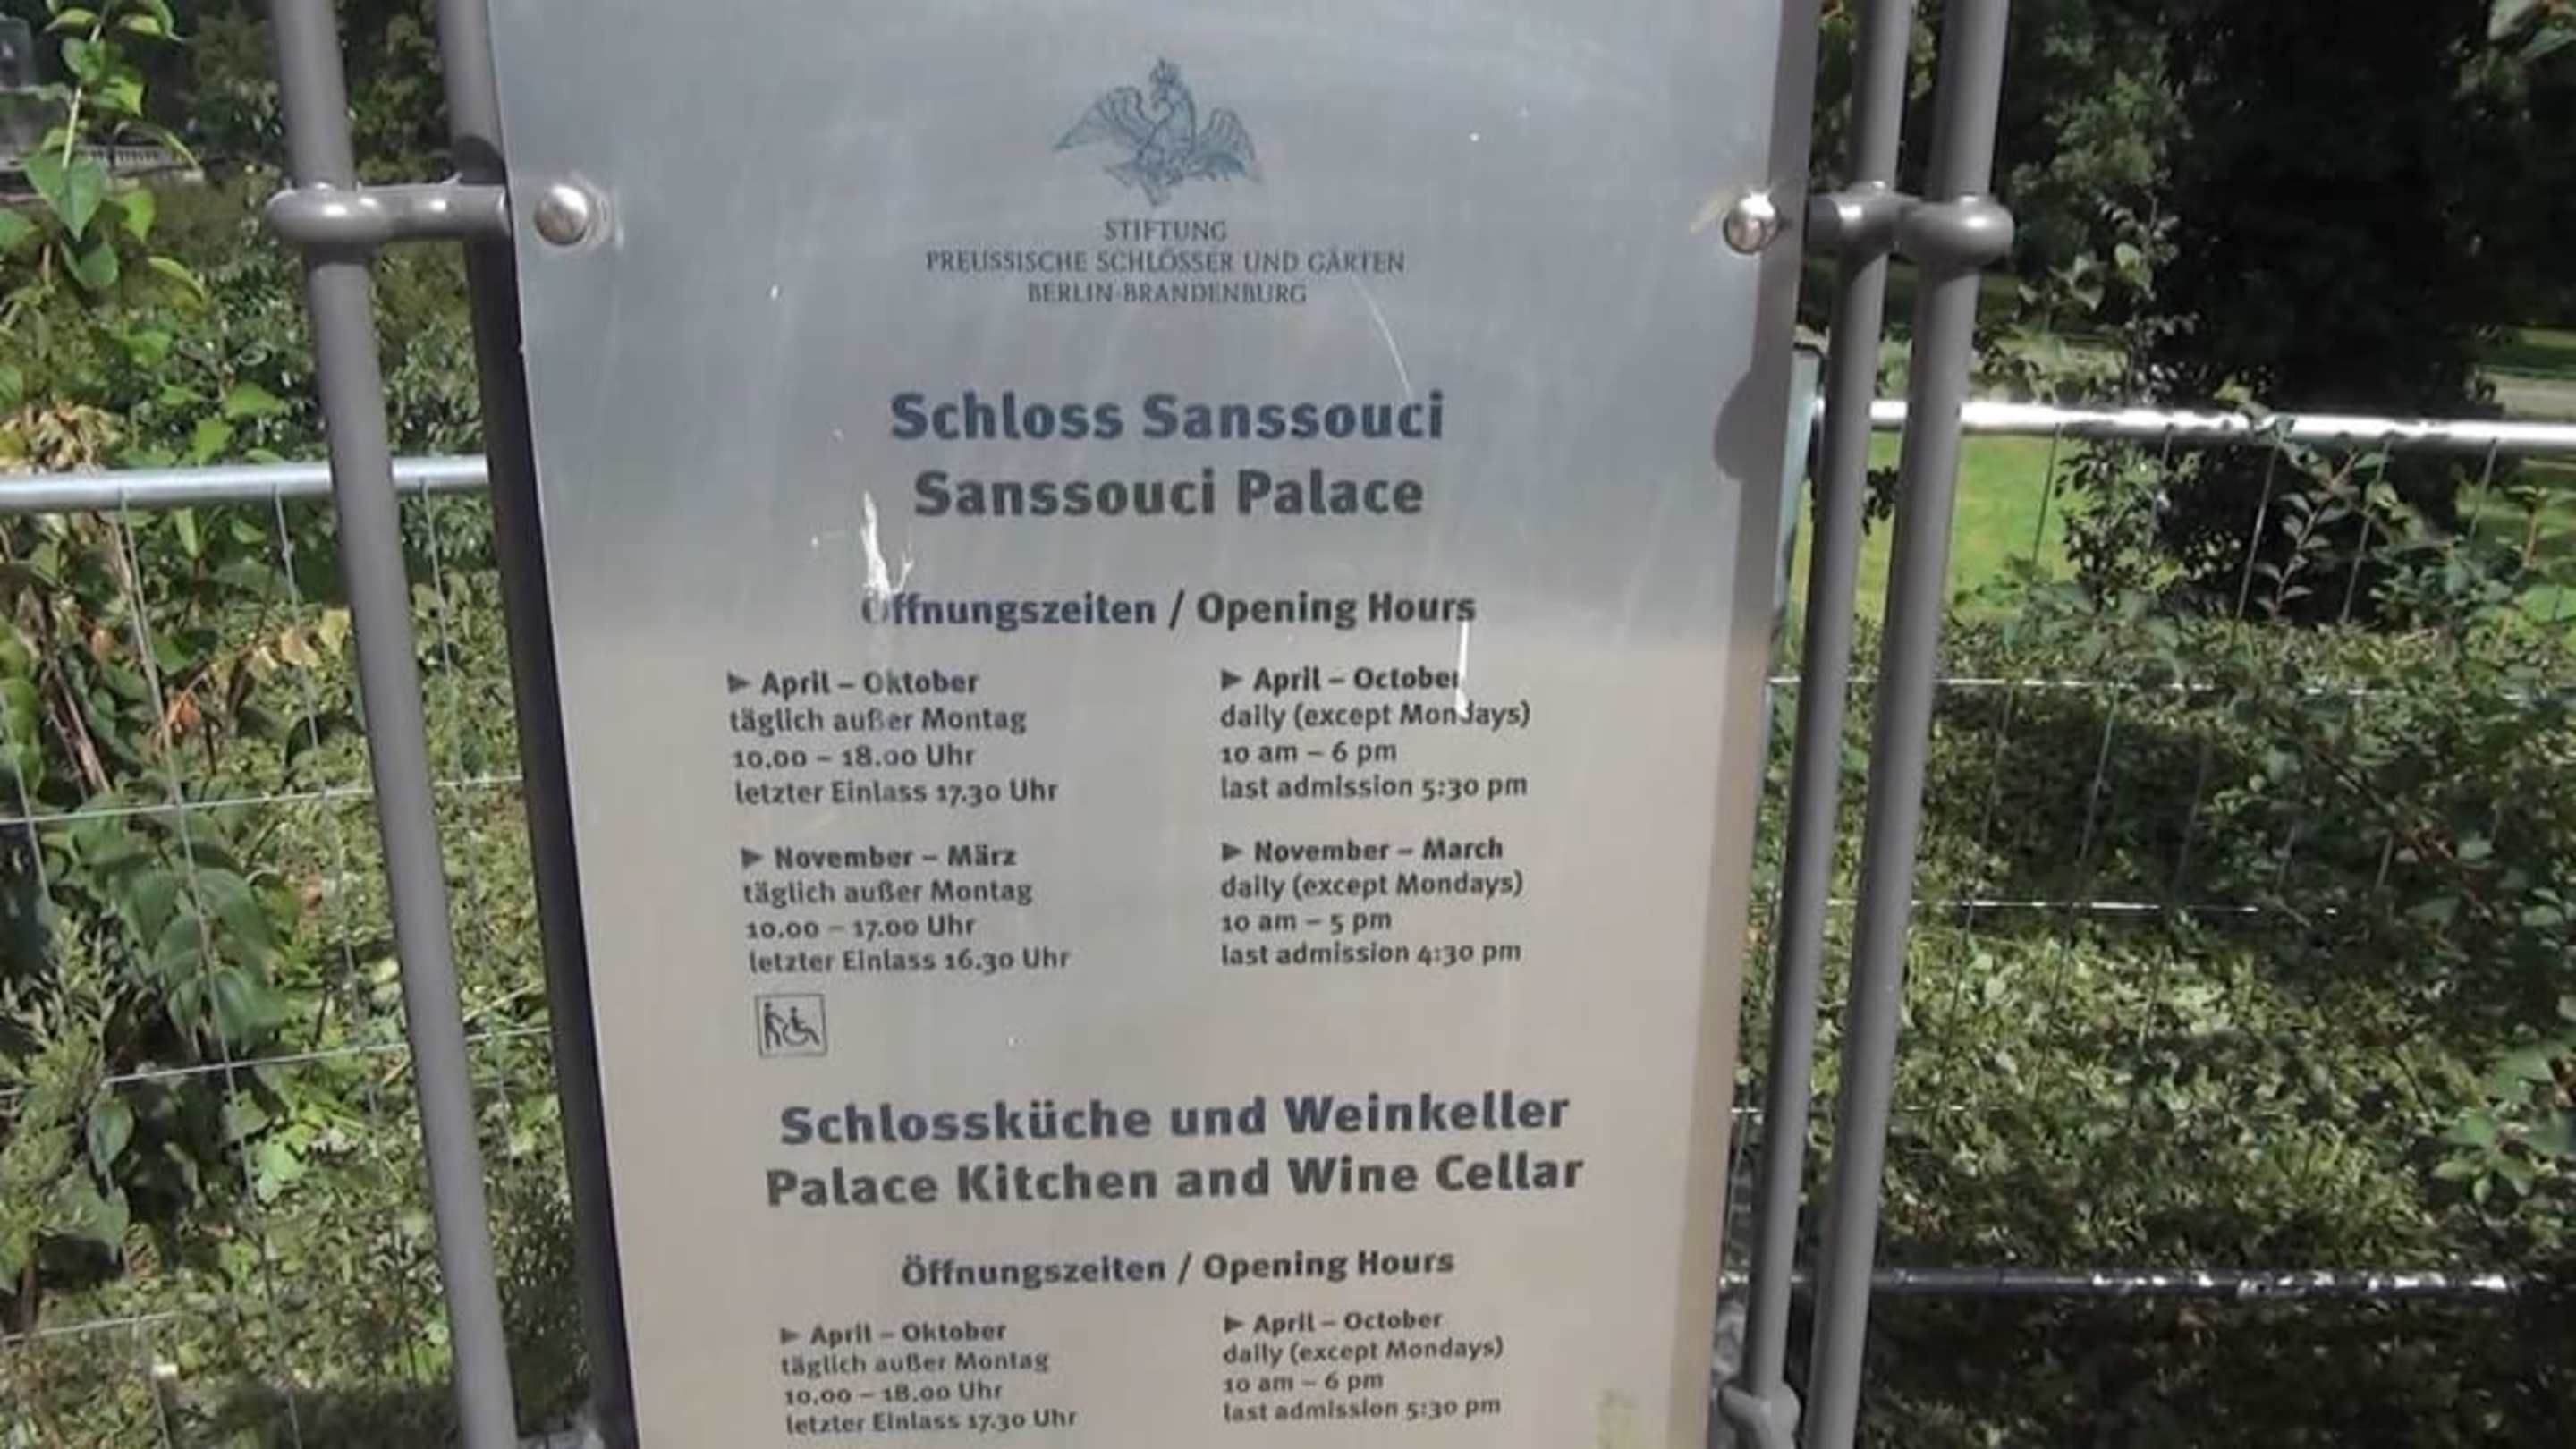 STIFTUNG
PREUSSISCHE SCHLÖSSER UND GÄRTEN
BERLIN-BRANDENBURG
Schloss Sanssouci
Sanssouci Palace
Öffnungszeiten / Opening Hours
► April – Oktober
täglich außer Montag
10.00 – 18.00 Uhr
letzter Einlass 17.30 Uhr
► April – October
daily (except Mondays)
10 am – 6 pm
last admission 5:30 pm
► November – März
täglich außer Montag
10.00 – 17.00 Uhr
letzter Einlass 16.30 Uhr
► November – March
daily (except Mondays)
10 am – 5 pm
last admission 4:30 pm
Schlossküche und Weinkeller
Palace Kitchen and Wine Cellar
Öffnungszeiten / Opening Hours
► April – Oktober
täglich außer Montag
10.00 – 18.00 Uhr
letzter Einlass 17.30 Uhr
► April – October
daily (except Mondays)
10 am – 6 pm
last admission 5:30 pm